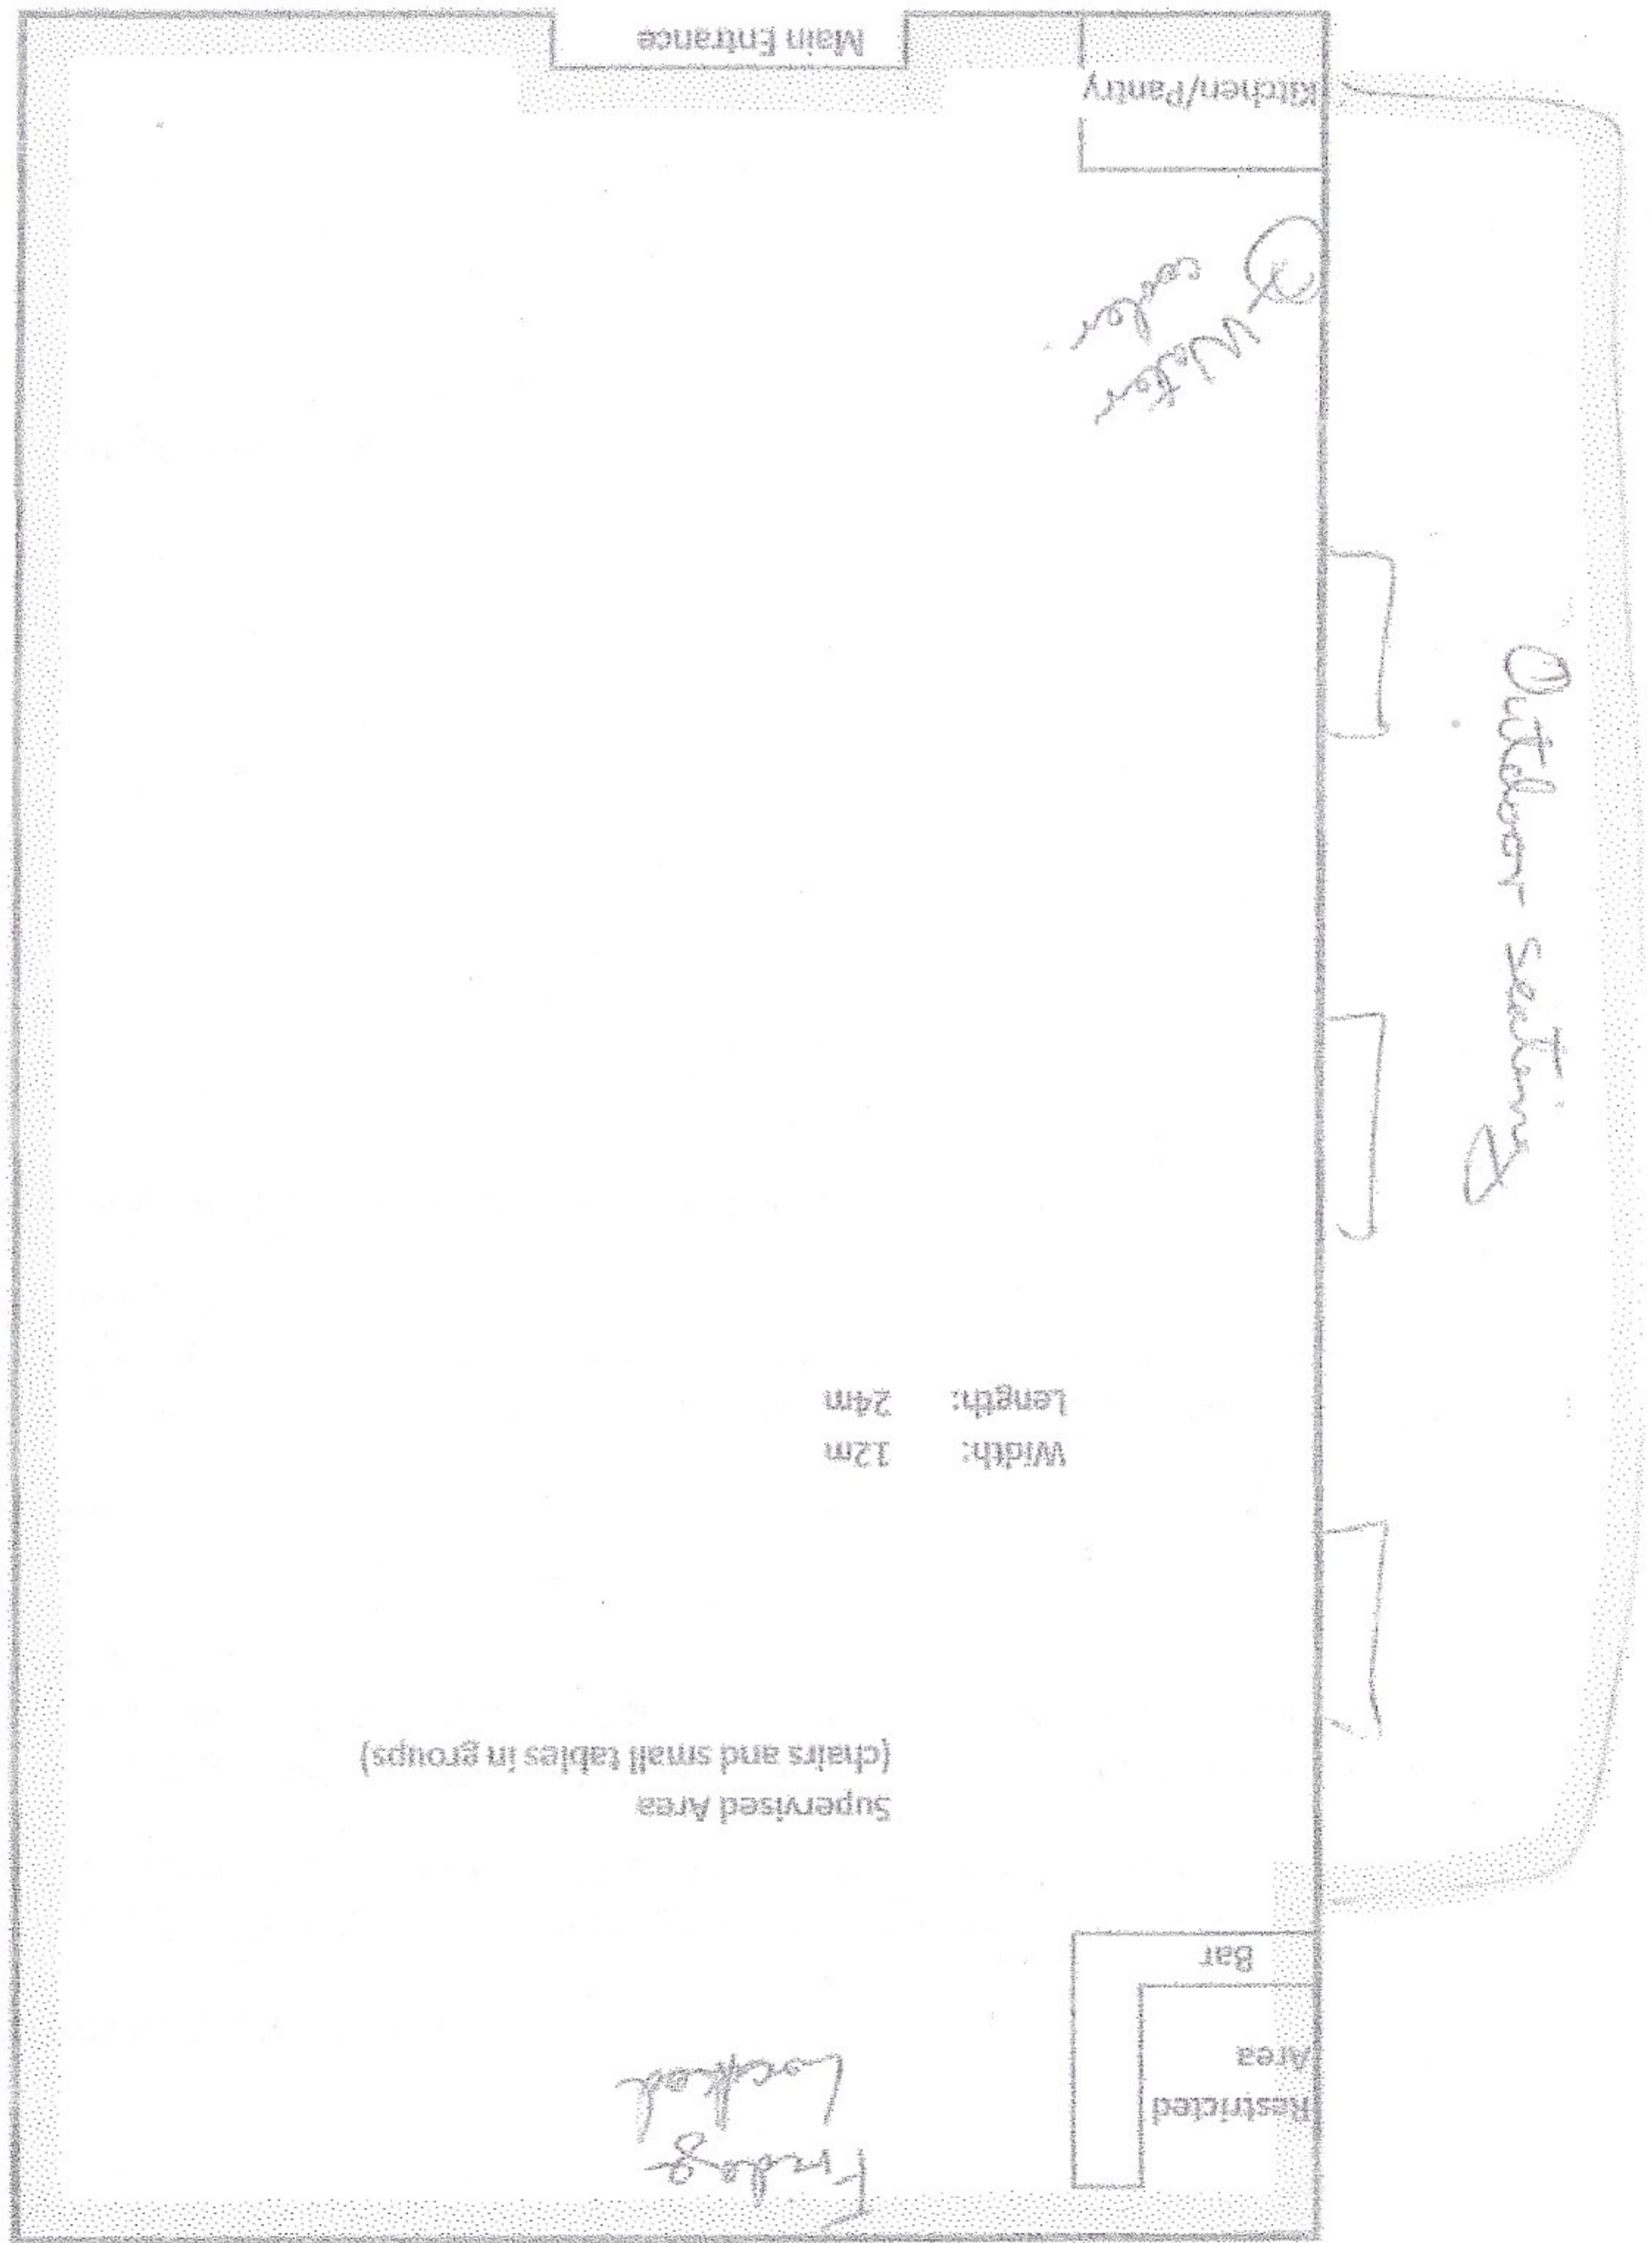 Fridge
Locked
Restricted
Area
Bar
Supervised Area
(chairs and small tables in groups)
Width: 12m
Length: 24m
Outdoor seating
Water
cooler
Kitchen/Pantry
Main Entrance